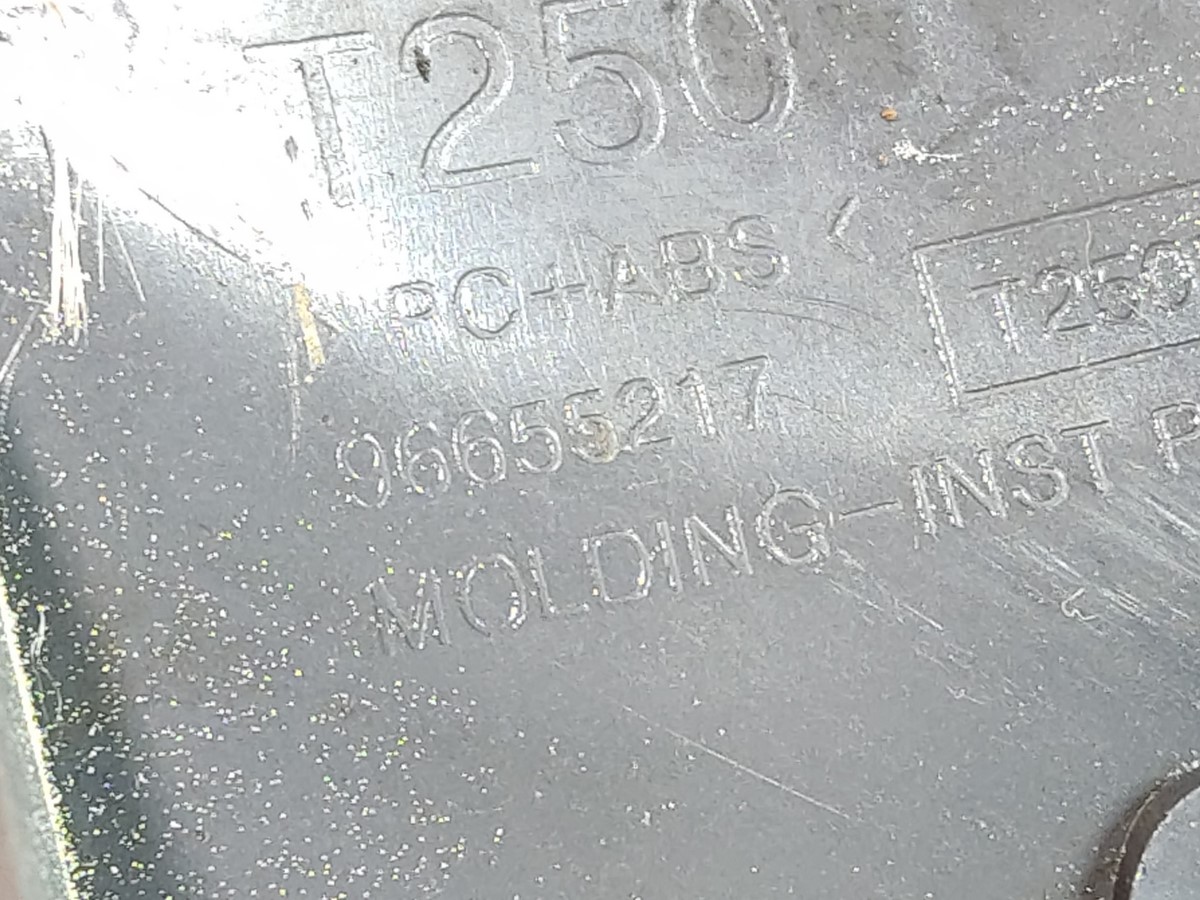 T250
PC+ABS <
T250
96655217
MOLDING-INST P